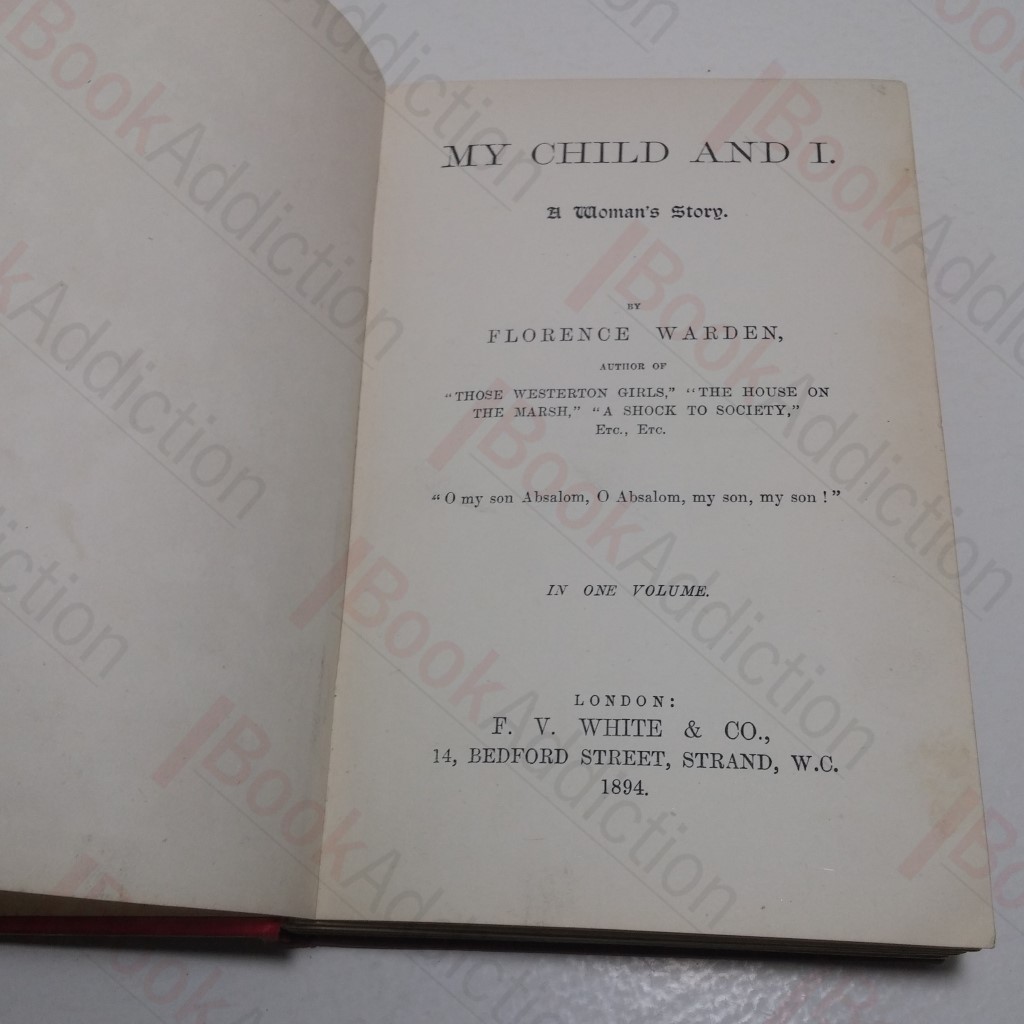 MY CHILD AND I.
A Woman's Story.
BY
FLORENCE WARDEN,
AUTHOR OF
"THOSE WESTERTON GIRLS," "THE HOUSE ON
THE MARSH," "A SHOCK TO SOCIETY,"
ETC., ETC.
"O my son Absalom, O Absalom, my son, my son!"
IN ONE VOLUME.
LONDON:
F. V. WHITE & CO.,
14, BEDFORD STREET, STRAND, W.C.
1894.
BookAddiction